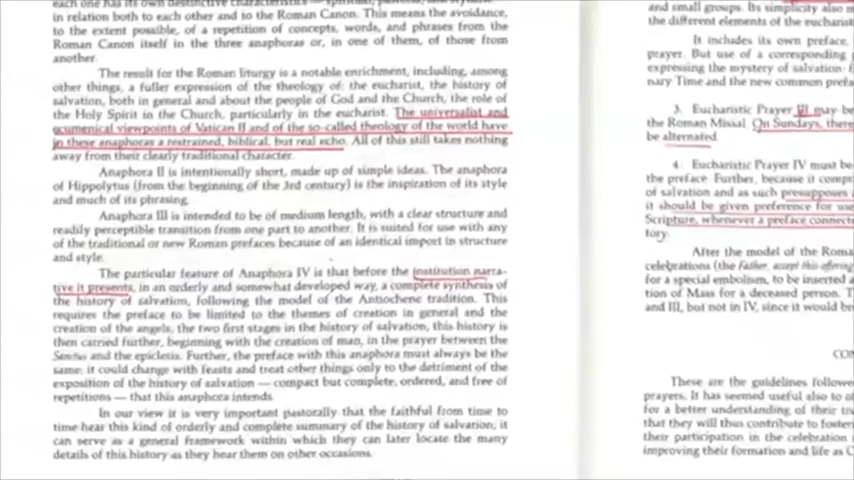 each one has its own distinctive characteristics
in relation both to each other and to the Roman Canon. This means the avoidance,
to the extent possible, of a repetition of concepts, words, and phrases from the
Roman Canon itself in the three anaphoras or, in one of them, of those from
another.
The result for the Roman liturgy is a notable enrichment, including, among
other things, a fuller expression of the theology of: the eucharist, the history of
salvation, both in general and about the people of God and the Church, the role of
the Holy Spirit in the Church, particularly in the eucharist. The universalist and
ecumenical viewpoints of Vatican II and of the so-called theology of the world have
in these anaphoras a restrained, biblical, but real echo. All of this still takes nothing
away from their clearly traditional character.
Anaphora II is intentionally short, made up of simple ideas. The anaphora
of Hippolytus (from the beginning of the 3rd century) is the inspiration of its style
and much of its phrasing.
Anaphora III is intended to be of medium length, with a clear structure and
readily perceptible transition from one part to another. It is suited for use with any
of the traditional or new Roman prefaces because of an identical import in structure
and style.
The particular feature of Anaphora IV is that before the institution narra-
tive it presents, in an orderly and somewhat developed way, a complete synthesis of
the history of salvation, following the model of the Antiochene tradition. This
requires the preface to be limited to the themes of creation in general and the
creation of the angels, the two first stages in the history of salvation; this history is
then carried further, beginning with the creation of man, in the prayer between the
Sanctus and the epiclesis. Further, the preface with this anaphora must always be the
same: it could change with feasts and treat other things only to the detriment of the
exposition of the history of salvation — compact but complete, ordered, and free of
repetitions — that this anaphora intends.
In our view it is very important pastorally that the faithful from time to
time hear this kind of orderly and complete summary of the history of salvation; it
can serve as a general framework within which they can later locate the many
details of this history as they hear them on other occasions.
and small groups. Its simplicity also m
the different elements of the eucharist
It includes its own preface,
prayer. But use of a corresponding p
expressing the mystery of salvation: f
nary Time and the new common prefa
3. Eucharistic Prayer III may be
the Roman Missal. On Sundays, there
be alternated.
4. Eucharistic Prayer IV must be
the preface. Further, because it comp
of salvation and as such presupposes
it should be given preference for use
Scripture, whenever a preface connecte
tory.
After the model of the Roma
celebrations (the Father, accept this offering
for a special embolism, to be inserted a
tion of Mass for a deceased person. T
and III, but not in IV, since it would be
CON
These are the guidelines followe
prayers. It has seemed useful also to of
for a better understanding of their tru
that they will thus contribute to foster
their participation in the celebration
improving their formation and life as C